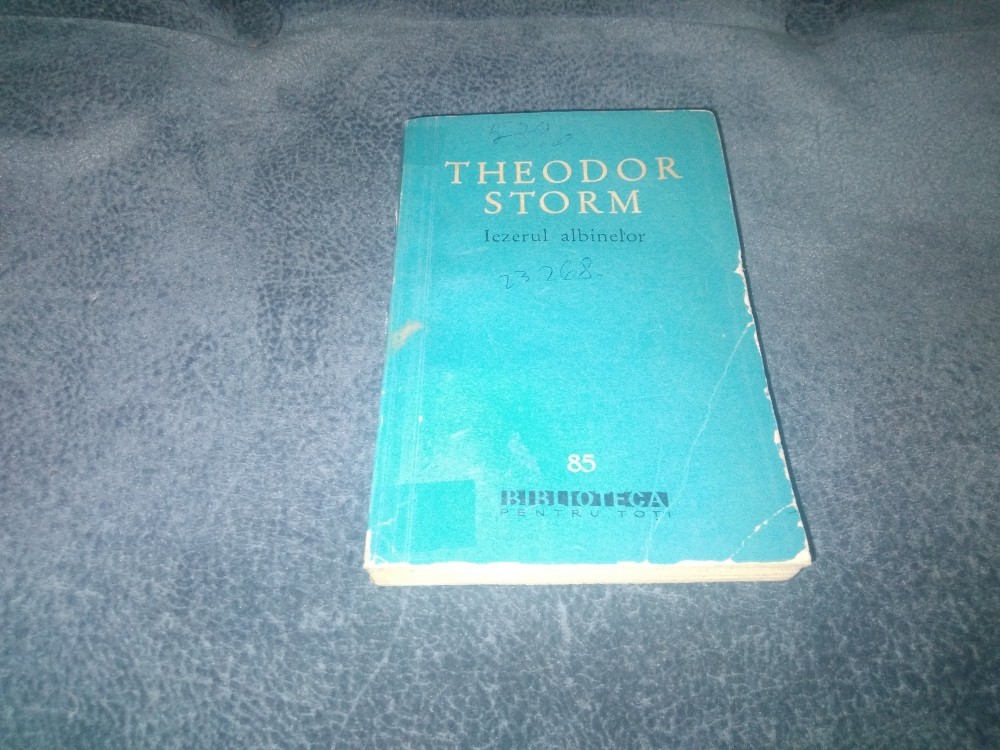 THEODOR
STORM
Iezerul albinelor
23268
85
BIBLIOTECA
PENTRU TOȚI